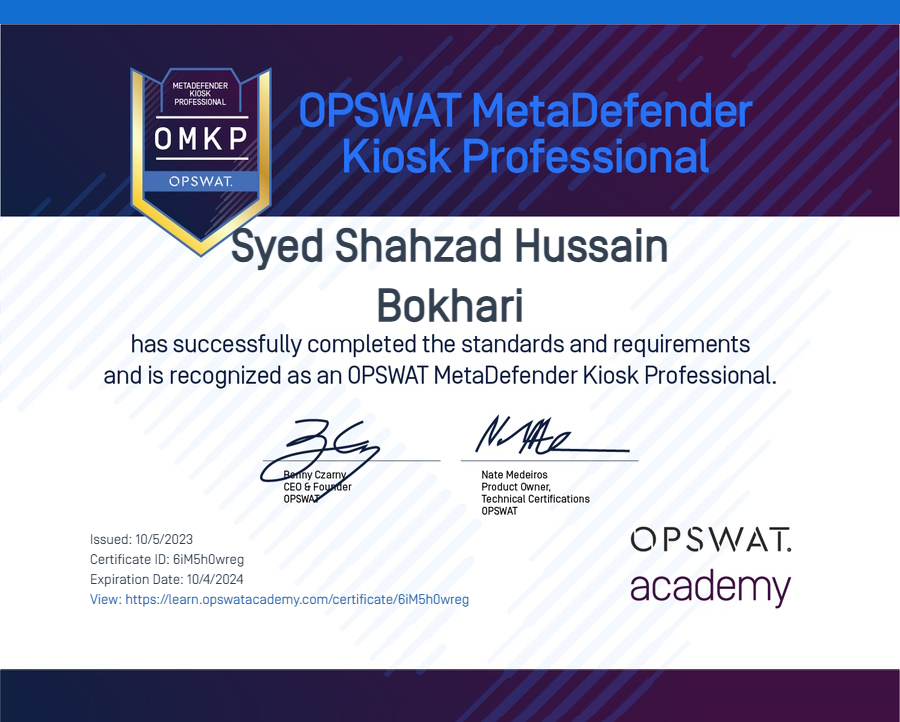 METADEFENDER
KIOSK
PROFESSIONAL
OMKP
OPSWAT.
OPSWAT MetaDefender
Kiosk Professional
Syed Shahzad Hussain
Bokhari
has successfully completed the standards and requirements
and is recognized as an OPSWAT MetaDefender Kiosk Professional.
Benny Czarny
CEO & Founder
OPSWAT
Nate Medeiros
Product Owner,
Technical Certifications
OPSWAT
Issued: 10/5/2023
Certificate ID: 6iM5h0wreg
Expiration Date: 10/4/2024
View: https://learn.opswatacademy.com/certificate/6iM5h0wreg
OPSWAT.
academy